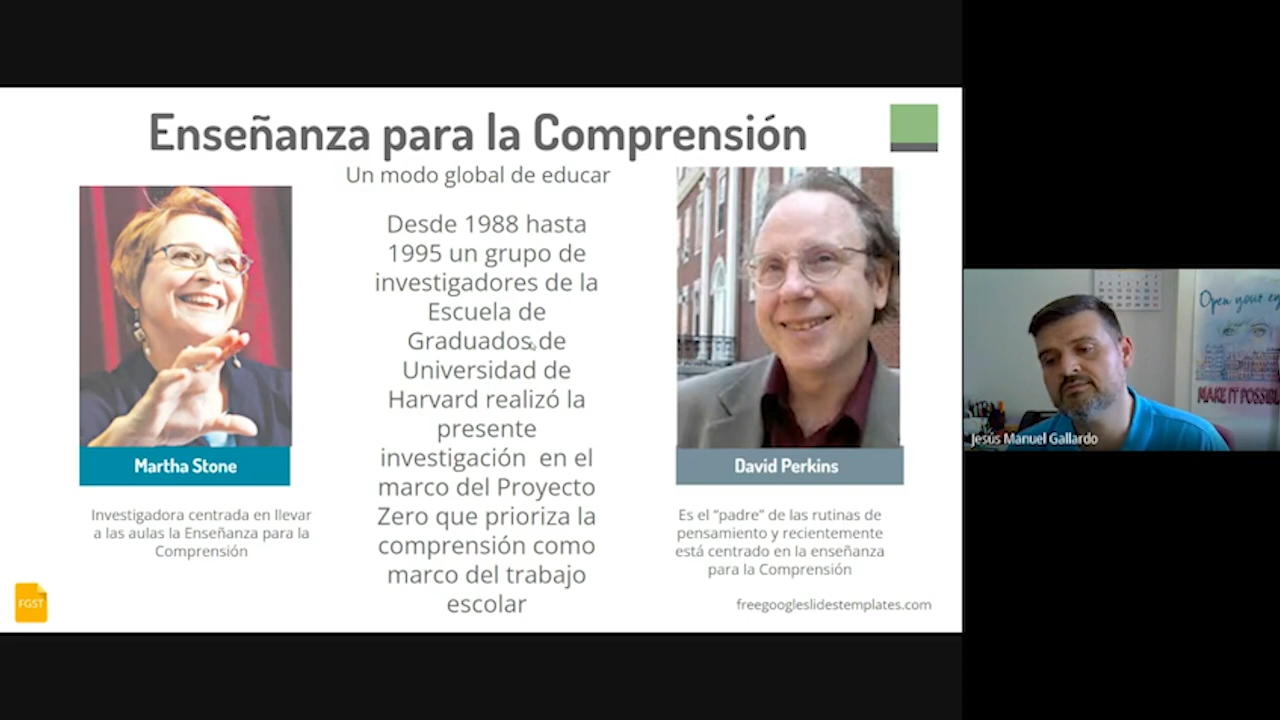 Enseñanza para la Comprensión
Un modo global de educar
Martha Stone
Investigadora centrada en llevar
a las aulas la Enseñanza para la
Comprensión
Desde 1988 hasta
1995 un grupo de
investigadores de la
Escuela de
Graduados de
Universidad de
Harvard realizó la
presente
investigación en el
marco del Proyecto
Zero que prioriza la
comprensión como
marco del trabajo
escolar
David Perkins
Es el “padre” de las rutinas de
pensamiento y recientemente
está centrado en la enseñanza
para la Comprensión
FGST
freegoogleslidestemplates.com
Open your ey
MAKE IT POSSIBL
Jesús Manuel Gallardo